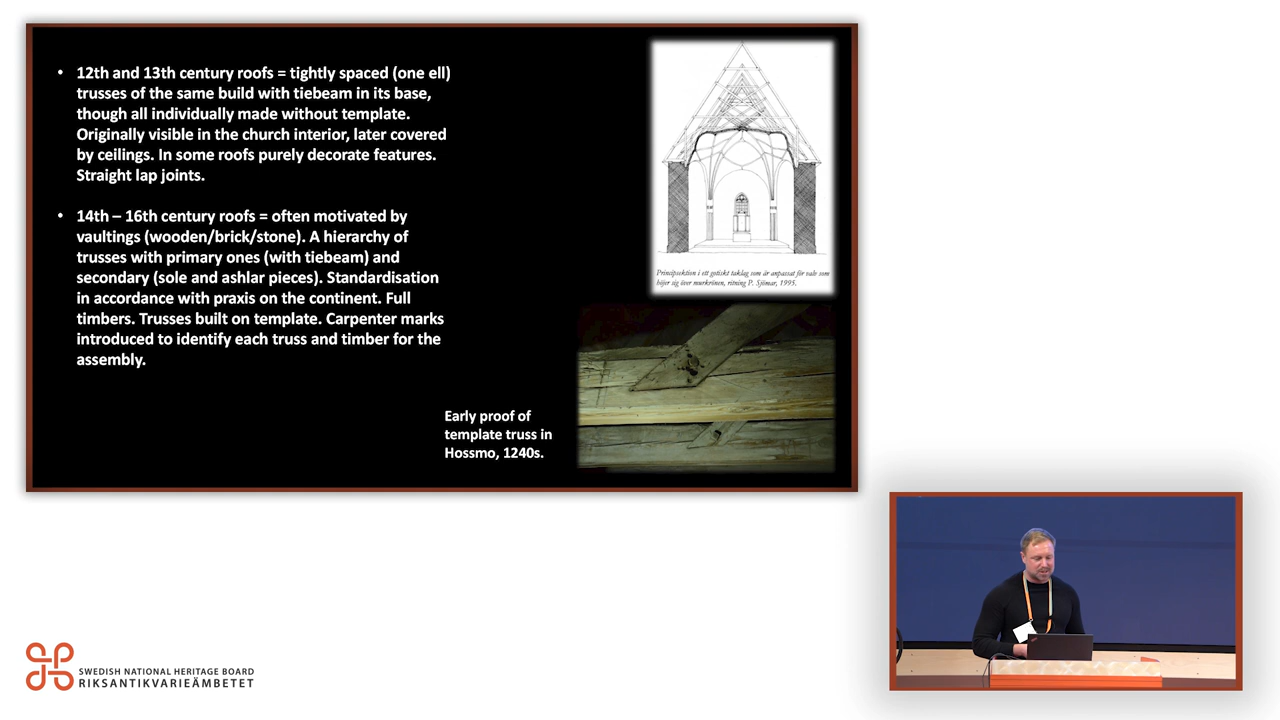 • 12th and 13th century roofs = tightly spaced (one ell)
trusses of the same build with tiebeam in its base,
though all individually made without template.
Originally visible in the church interior, later covered
by ceilings. In some roofs purely decorate features.
Straight lap joints.
• 14th – 16th century roofs = often motivated by
vaultings (wooden/brick/stone). A hierarchy of
trusses with primary ones (with tiebeam) and
secondary (sole and ashlar pieces). Standardisation
in accordance with praxis on the continent. Full
timbers. Trusses built on template. Carpenter marks
introduced to identify each truss and timber for the
assembly.
Principsektion i ett gotiskt taklag som är anpassat för valv som
höjer sig över murkrönen, ritning P. Sjömar, 1995.
Early proof of
template truss in
Hossmo, 1240s.
SWEDISH NATIONAL HERITAGE BOARD
RIKSANTIKVARIEÄMBETET